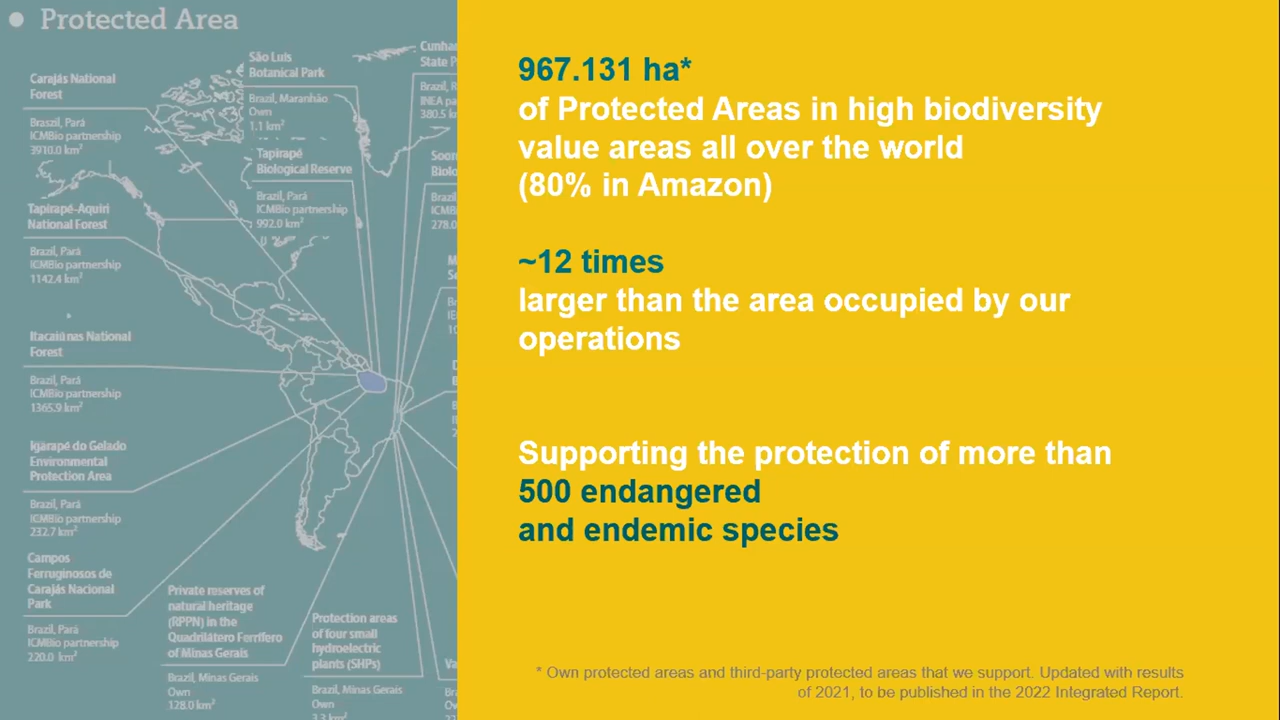 Protected Area
Carajás National
Forest
Braszil, Pará
ICMBio partnership
3910.0 km²
São Luis
Botanical Park
Brazil, Maranhão
Own
1.1 km²
Tapirapé
Biological Reserve
Brazil, Pará
ICMBio partnership
992.0 km²
Tapirapé-Aquiri
National Forest
Brazil, Pará
ICMBio partnership
1142.4 km²
Itacaiúnas National
Forest
Brazil, Pará
ICMBio partnership
1365.9 km²
Igarapé do Gelado
Environmental
Protection Area
Brazil, Pará
ICMBio partnership
232.7 km²
Campos
Ferruginosos de
Carajás Nacional
Park
Brazil, Pará
ICMBio partnership
220.0 km²
Private reserves of
natural heritage
(RPPN) in the
Quadrilátero Ferrífero
of Minas Gerais
Brazil, Minas Gerais
Own
128.0 km²
Protection areas
of four small
hydroelectric
plants (SHPs)
Brazil, Minas Gerais
Own
3.3 km²
967.131 ha*
of Protected Areas in high biodiversity
value areas all over the world
(80% in Amazon)
~12 times
larger than the area occupied by our
operations
Supporting the protection of more than
500 endangered
and endemic species
* Own protected areas and third-party protected areas that we support. Updated with results
of 2021, to be published in the 2022 Integrated Report.